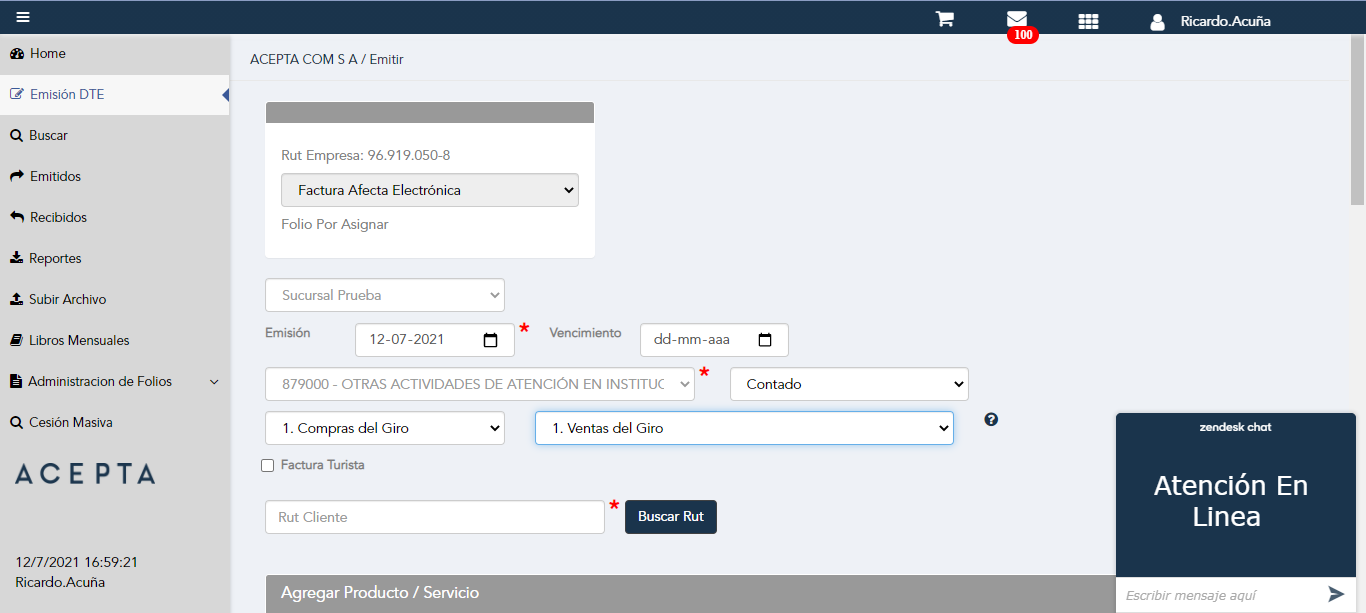 100
Ricardo.Acuña
Home
Emisión DTE
Buscar
Emitidos
Recibidos
Reportes
Subir Archivo
Libros Mensuales
Administracion de Folios
Cesión Masiva
ACEPTA
12/7/2021 16:59:21
Ricardo.Acuña
ACEPTA COM S A / Emitir
Rut Empresa: 96.919.050-8
Factura Afecta Electrónica
Folio Por Asignar
Sucursal Prueba
Emisión 12-07-2021 * Vencimiento dd-mm-aaa
879000 - OTRAS ACTIVIDADES DE ATENCIÓN EN INSTITUC * Contado
1. Compras del Giro 1. Ventas del Giro ?
Factura Turista
Rut Cliente * Buscar Rut
Agregar Producto / Servicio
zendesk chat
Atención En
Linea
Escribir mensaje aquí